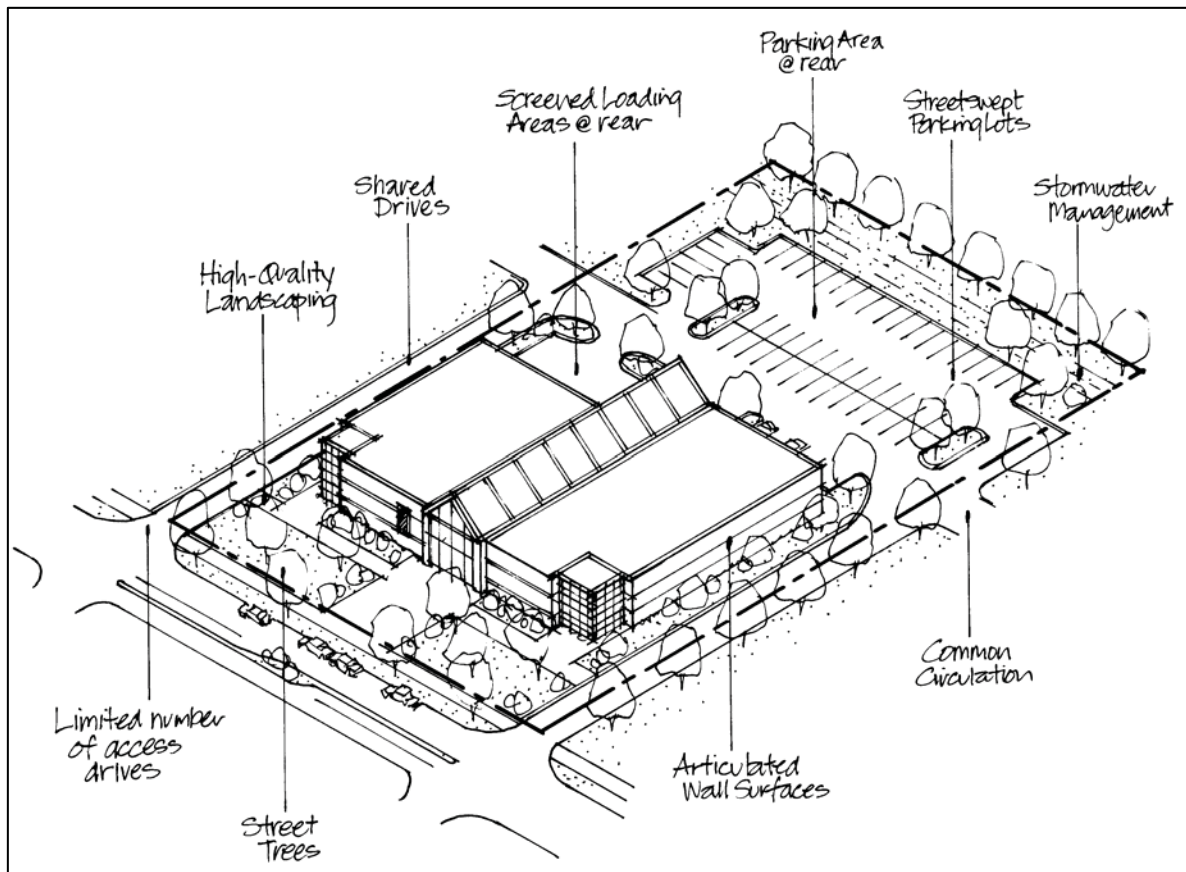 Parking Area
@ rear
Screened Loading
Areas @ rear
Streetswept
Parking Lots
Shared
Drives
Stormwater
Management
High-Quality
Landscaping
Common
Circulation
Limited number
of access
drives
Articulated
Wall Surfaces
Street
Trees